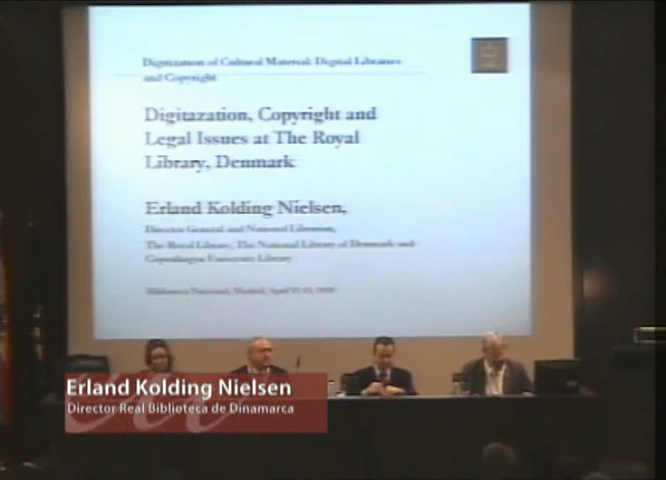 Digitization of Cultural Material: Digital Libraries
and Copyright
Digitazation, Copyright and
Legal Issues at The Royal
Library, Denmark
Erland Kolding Nielsen,
Director General and National Librarian,
The Royal Library, The National Library of Denmark and
Copenhagen University Library
Biblioteca Nacional, Madrid, April
Erland Kolding Nielsen
Director Real Biblioteca de Dinamarca